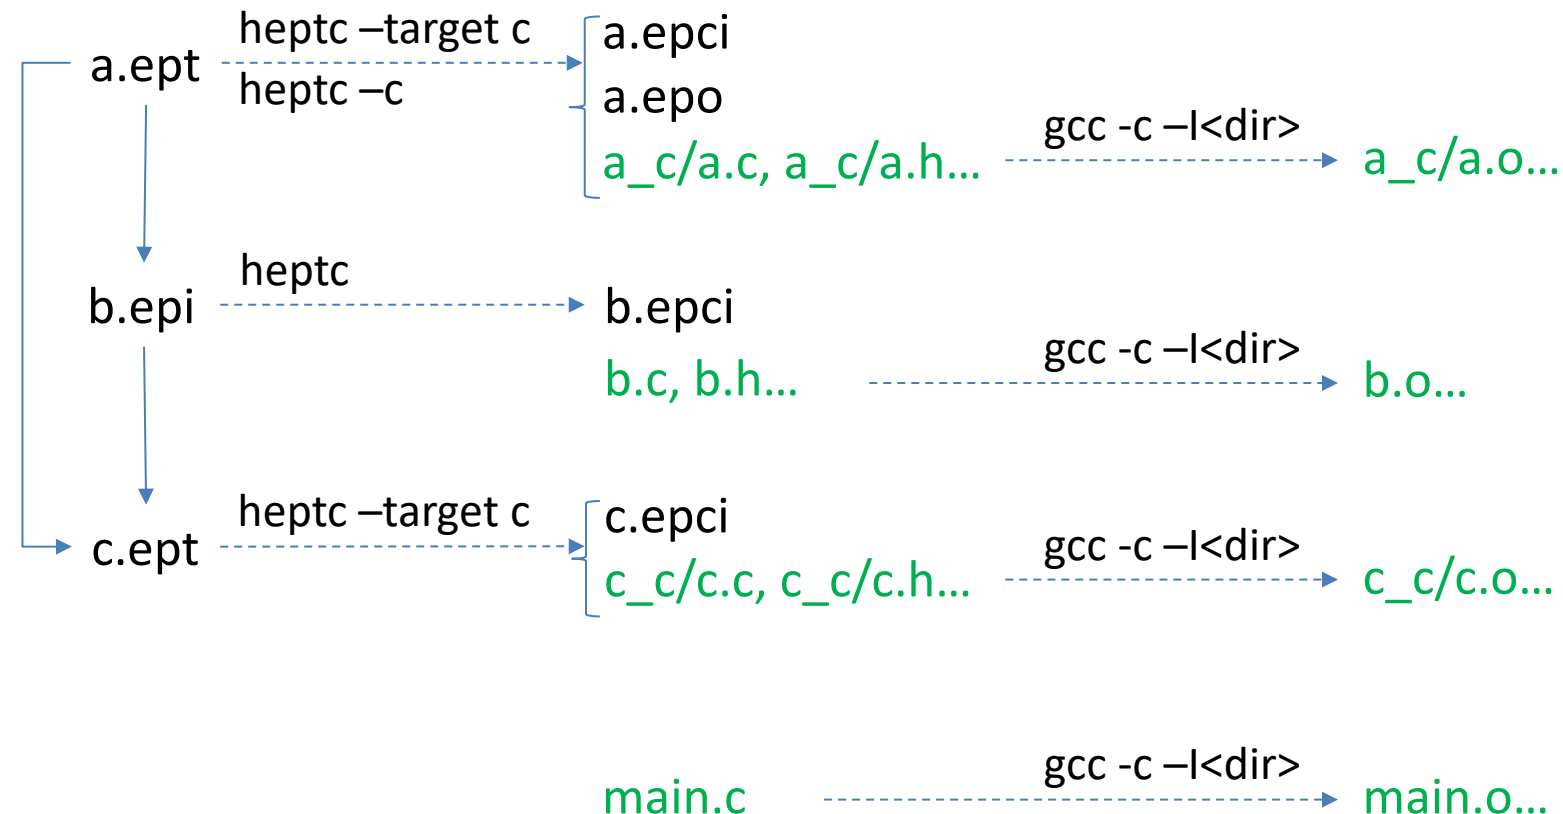 heptc –target c
a.epci
a.ept
heptc –c
a.epo
gcc -c –I<dir>
a_c/a.c, a_c/a.h...
a_c/a.o...
heptc
b.epi
b.epci
gcc -c –I<dir>
b.c, b.h...
b.o...
heptc –target c
c.epci
c.ept
gcc -c –I<dir>
c_c/c.c, c_c/c.h...
c_c/c.o...
gcc -c –I<dir>
main.c
main.o...